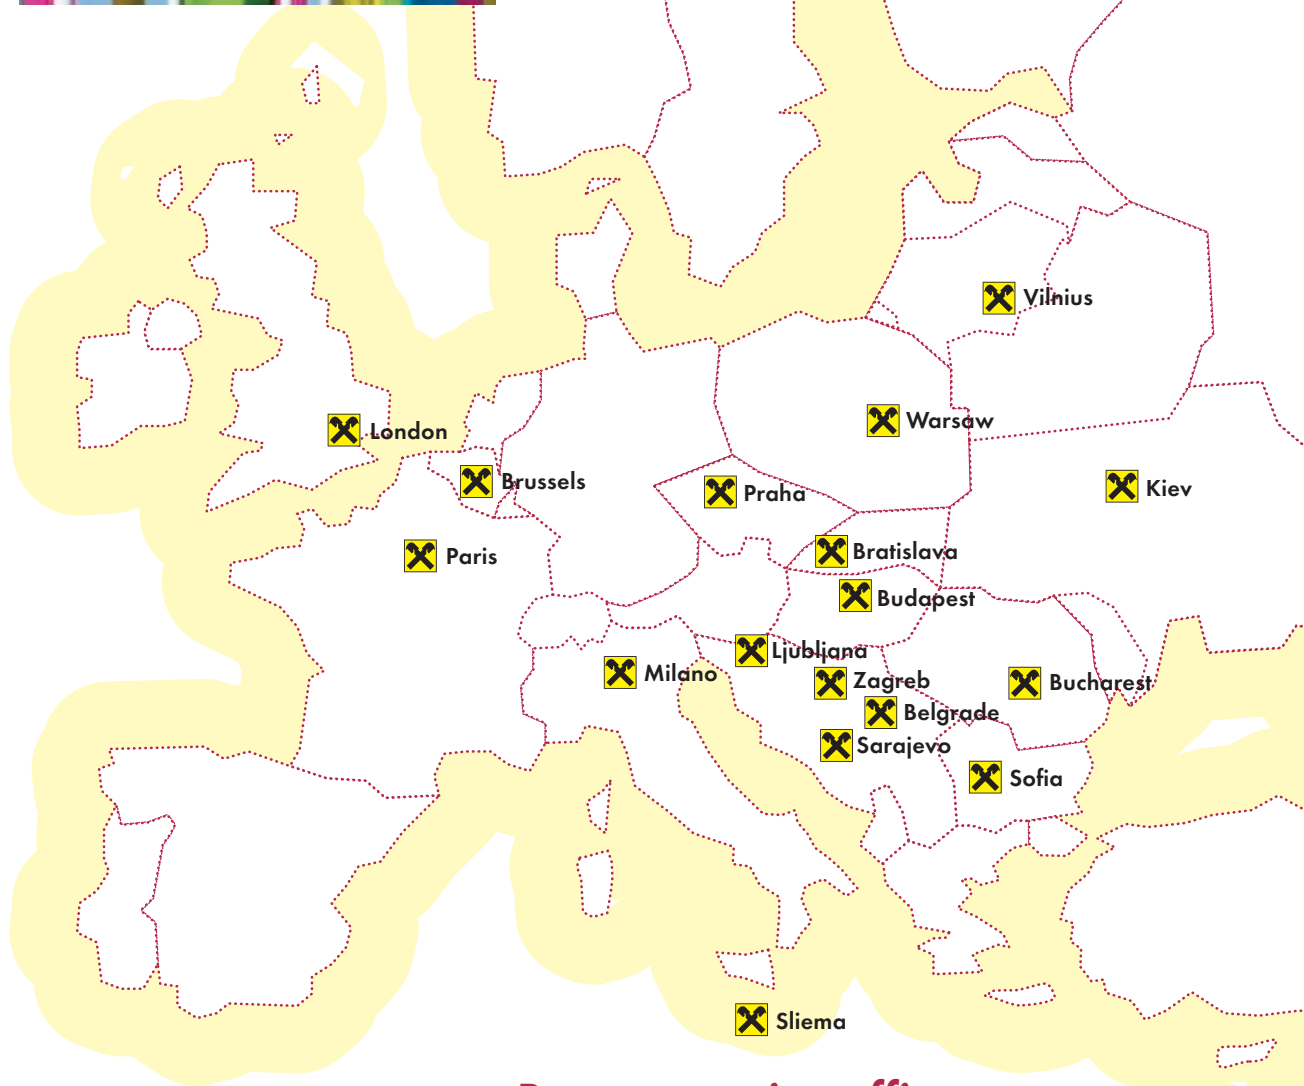 Vilnius
Warsaw
London
Brussels
Praha
Kiev
Paris
Bratislava
Budapest
Ljubljana
Milano
Zagreb
Bucharest
Belgrade
Sarajevo
Sofia
Sliema